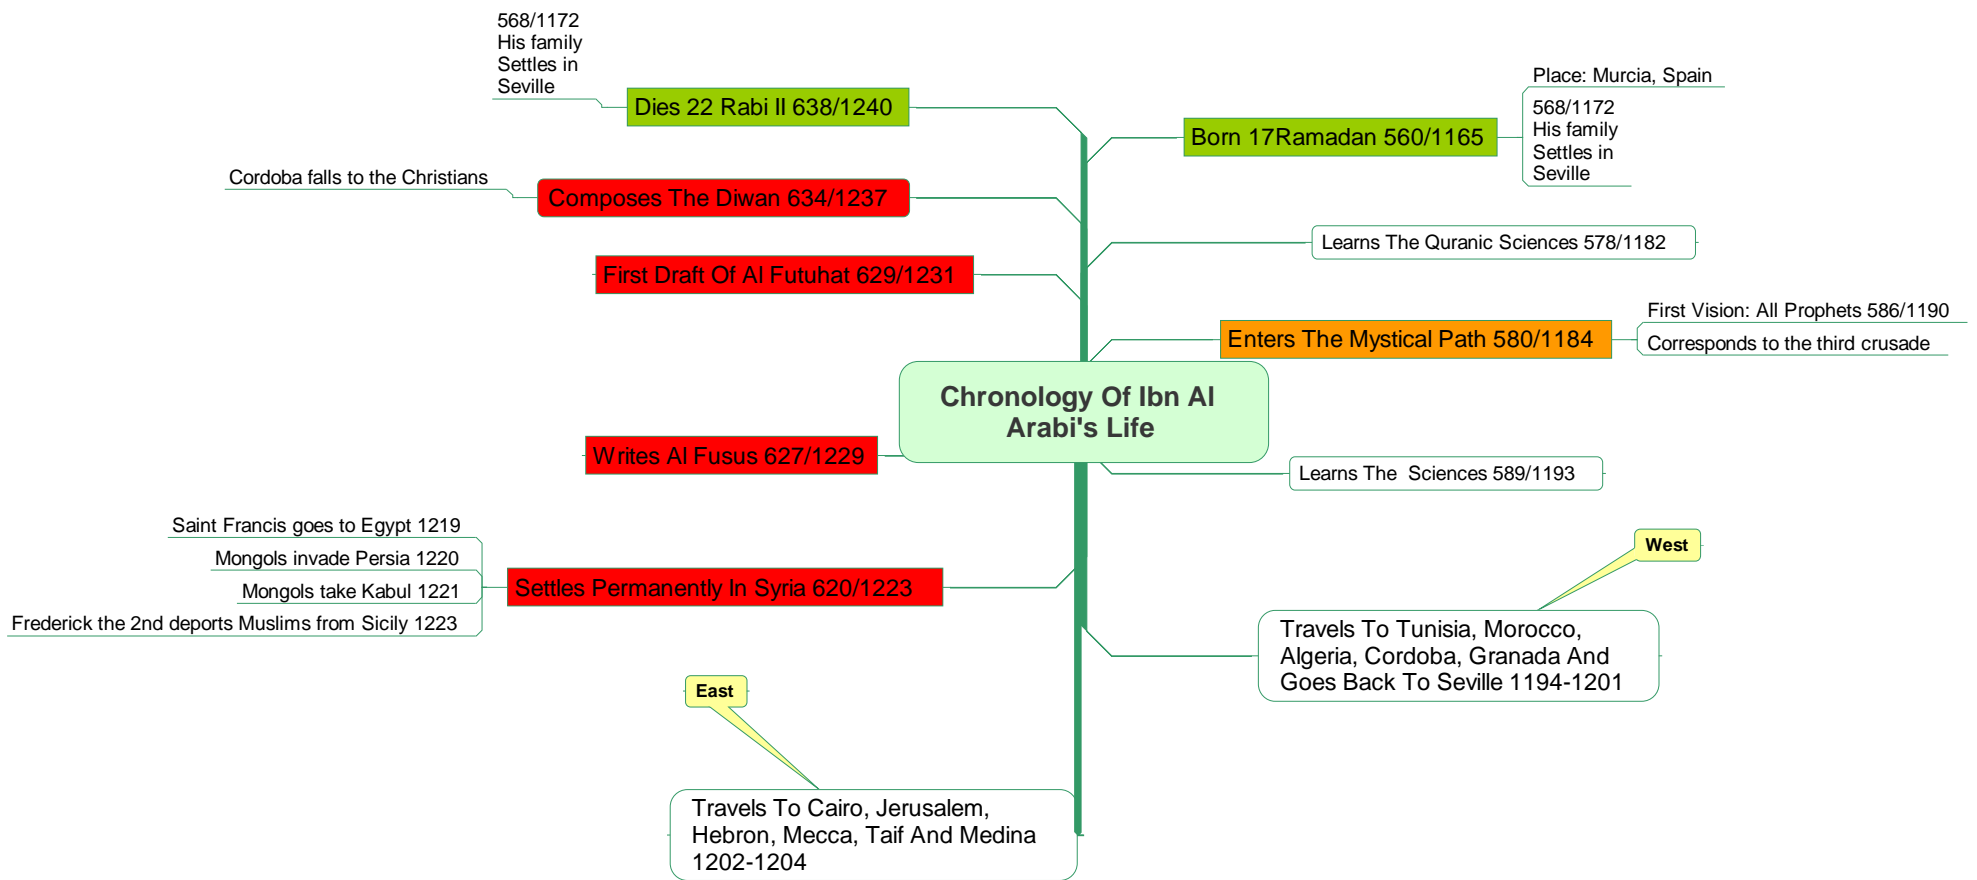 Chronology Of Ibn Al
Arabi's Life
Born 17Ramadan 560/1165
Place: Murcia, Spain
568/1172
His family
Settles in
Seville
Learns The Quranic Sciences 578/1182
Enters The Mystical Path 580/1184
First Vision: All Prophets 586/1190
Corresponds to the third crusade
Learns The  Sciences 589/1193
West
Travels To Tunisia, Morocco,
Algeria, Cordoba, Granada And
Goes Back To Seville 1194-1201
East
Travels To Cairo, Jerusalem,
Hebron, Mecca, Taif And Medina
1202-1204
Settles Permanently In Syria 620/1223
Saint Francis goes to Egypt 1219
Mongols invade Persia 1220
Mongols take Kabul 1221
Frederick the 2nd deports Muslims from Sicily 1223
Writes Al Fusus 627/1229
First Draft Of Al Futuhat 629/1231
Composes The Diwan 634/1237
Cordoba falls to the Christians
Dies 22 Rabi II 638/1240
568/1172
His family
Settles in
Seville